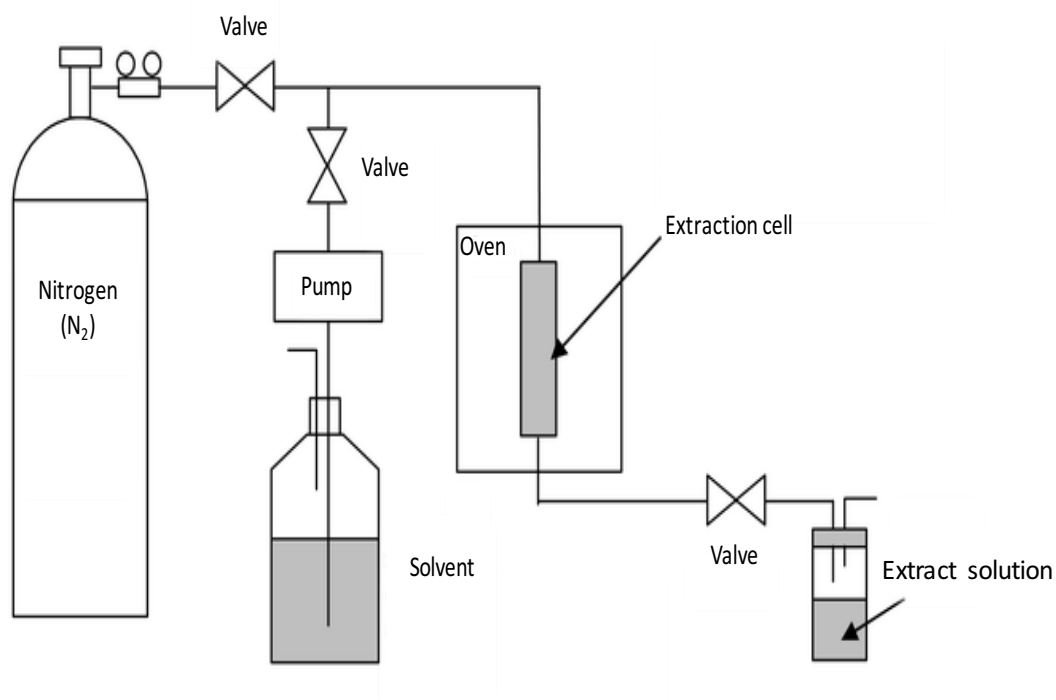 Valve
Valve
Oven
Extraction cell
Nitrogen
(N₂)
Pump
Solvent
Valve
Extract solution